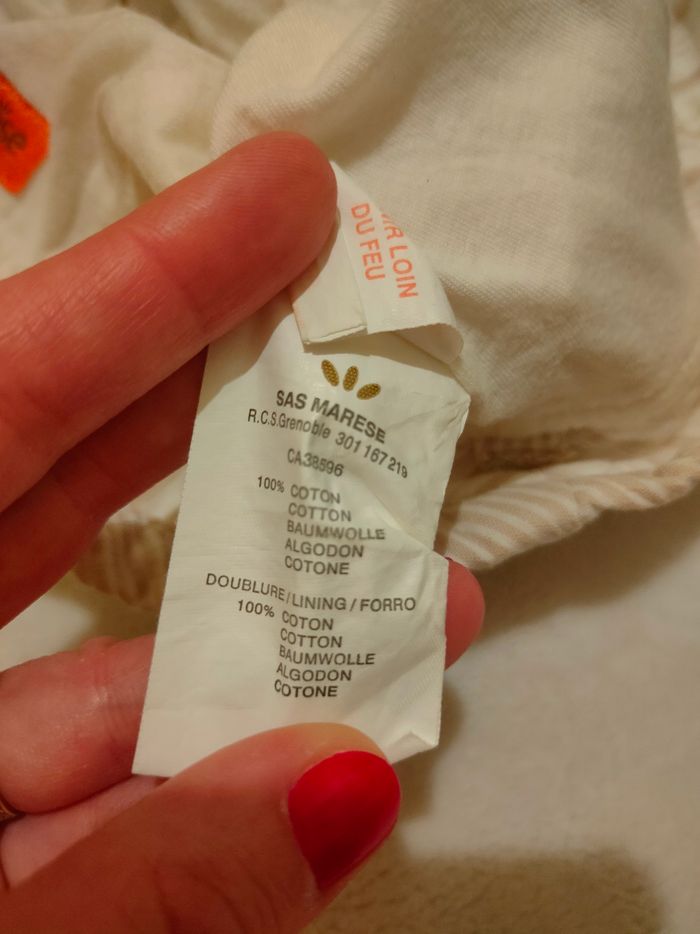 LOIN
DU FEU
SAS MARESE
R.C.S.Grenoble 301 167 219
CA38596
100% COTON
COTTON
BAUMWOLLE
ALGODON
COTONE
DOUBLURE/LINING/FORRO
100% COTON
COTTON
BAUMWOLLE
ALGODON
COTONE